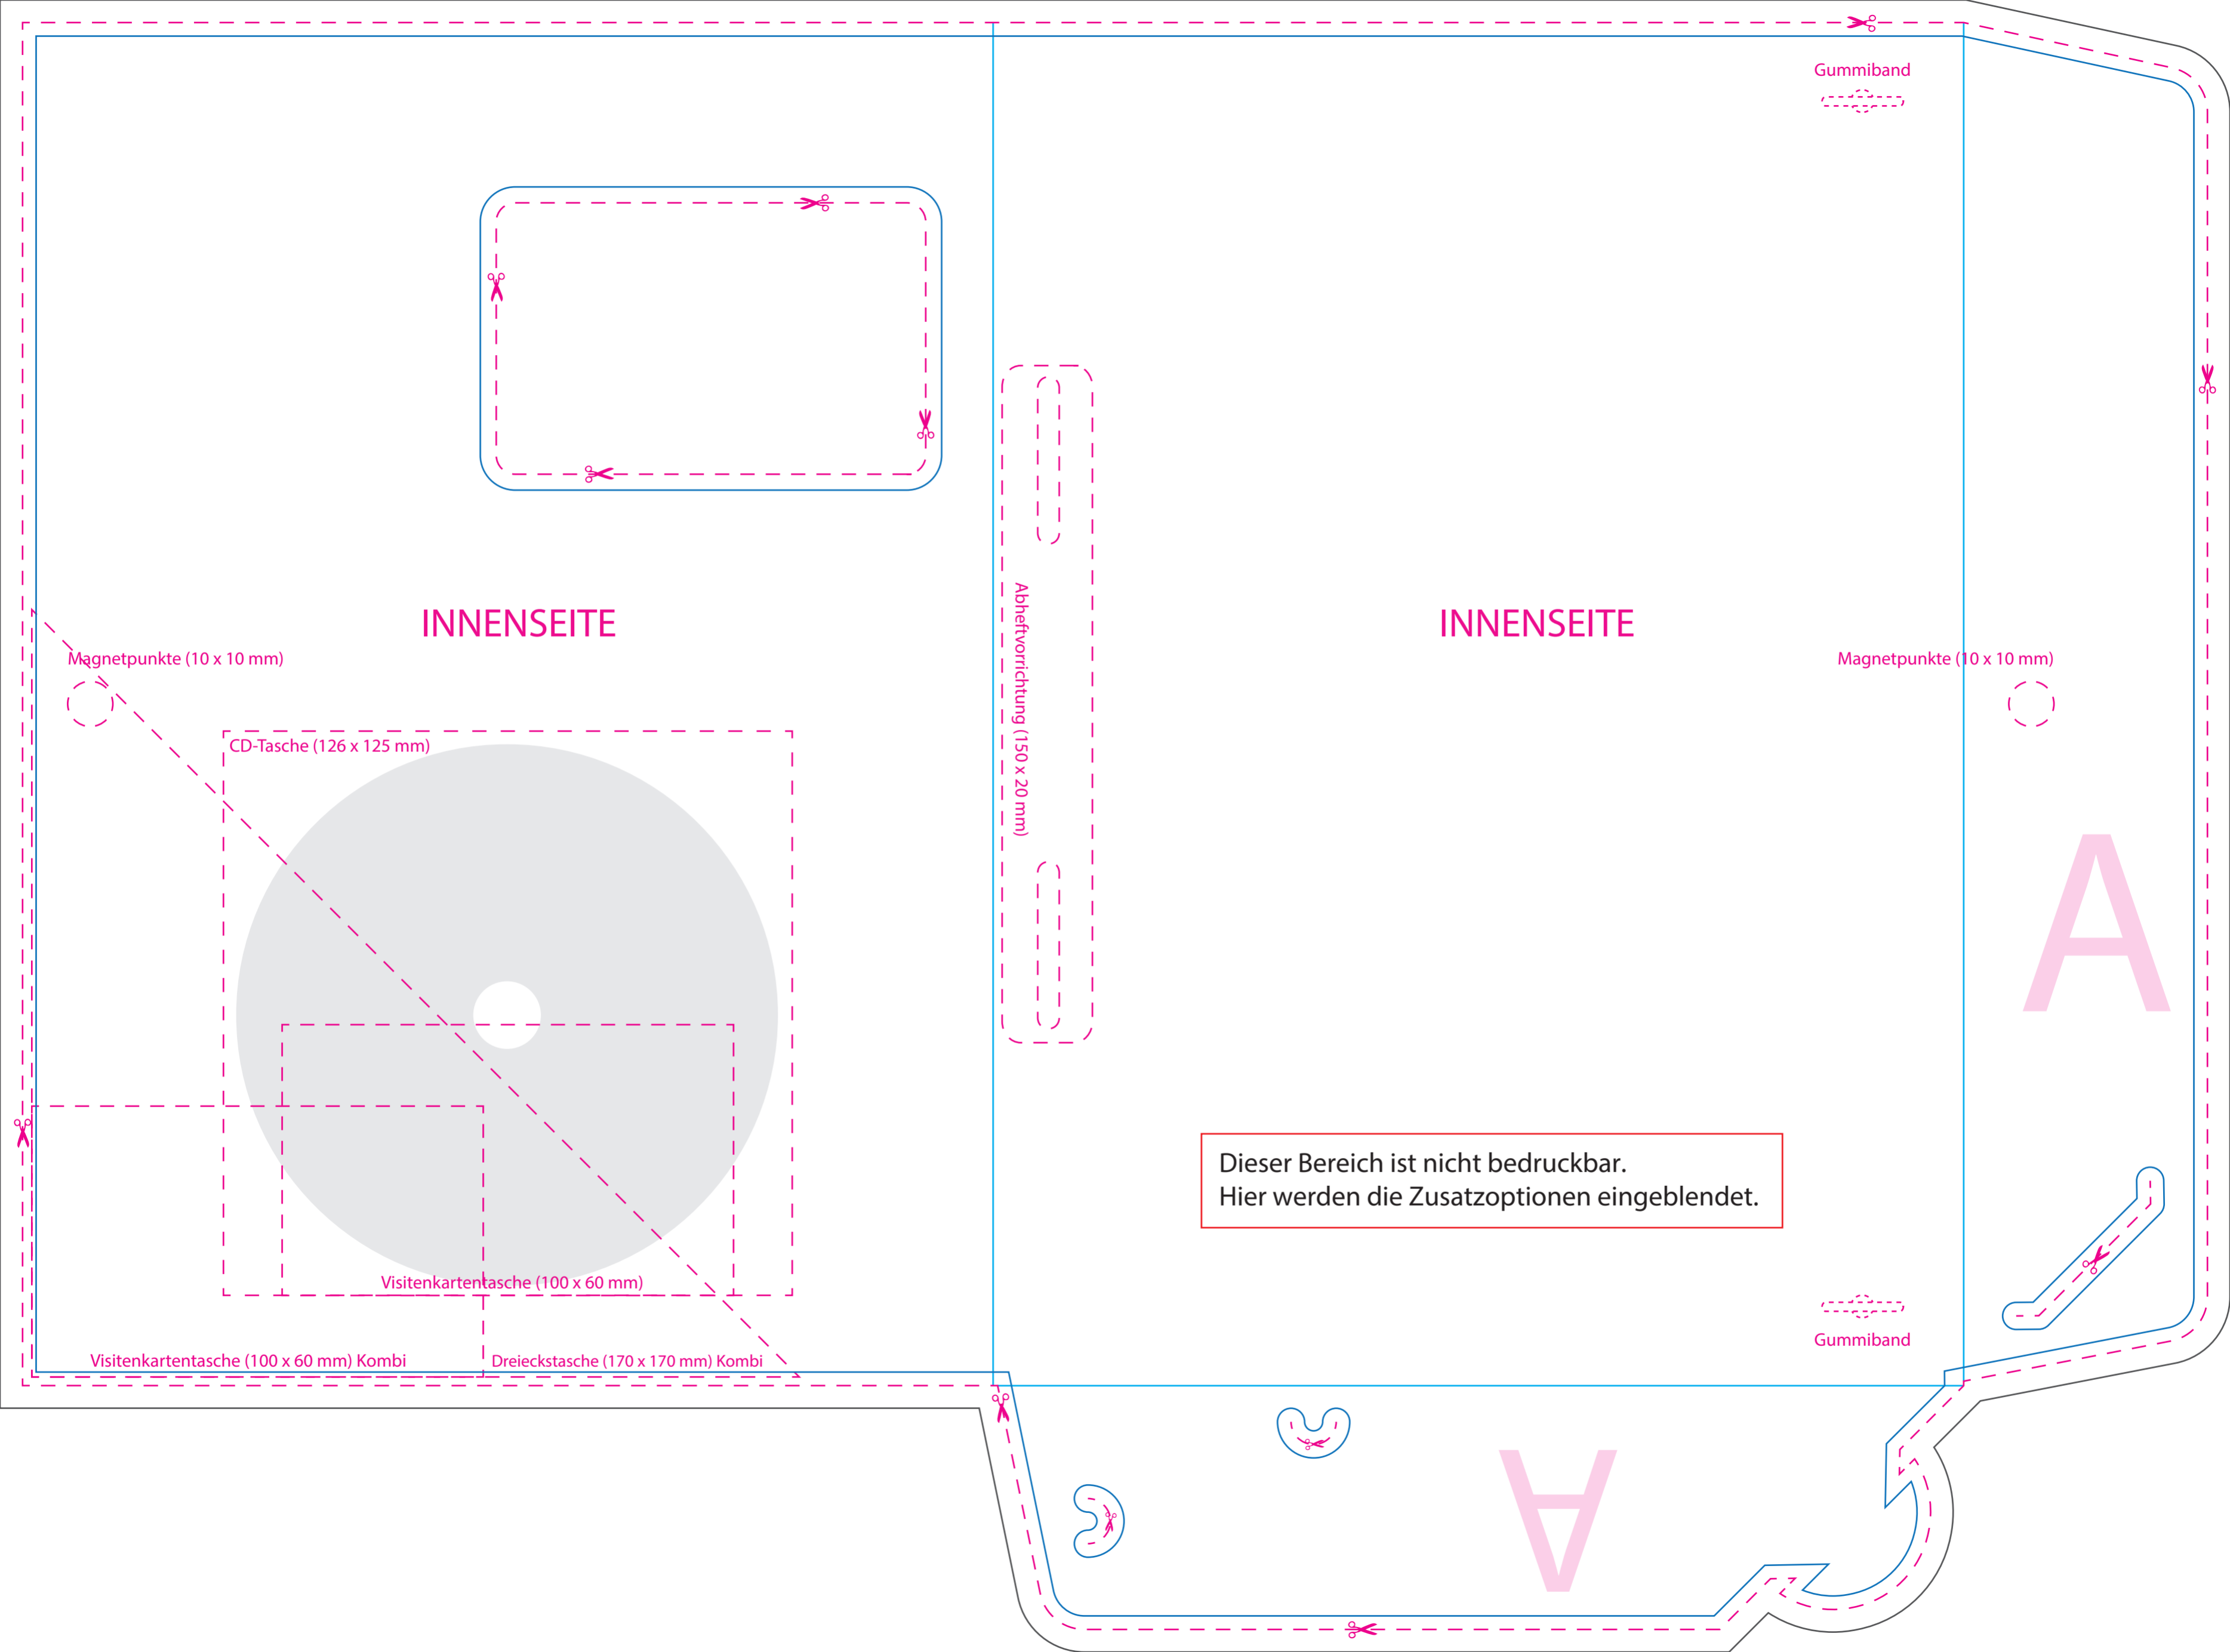 Gummiband
INNENSEITE
INNENSEITE
Magnetpunkte (10 x 10 mm)
Magnetpunkte (10 x 10 mm)
Abheftvorrichtung (150 x 20 mm)
CD-Tasche (126 x 125 mm)
A
Dieser Bereich ist nicht bedruckbar.
Hier werden die Zusatzoptionen eingeblendet.
Visitenkartentasche (100 x 60 mm)
Gummiband
Visitenkartentasche (100 x 60 mm) Kombi
Dreieckstasche (170 x 170 mm) Kombi
A